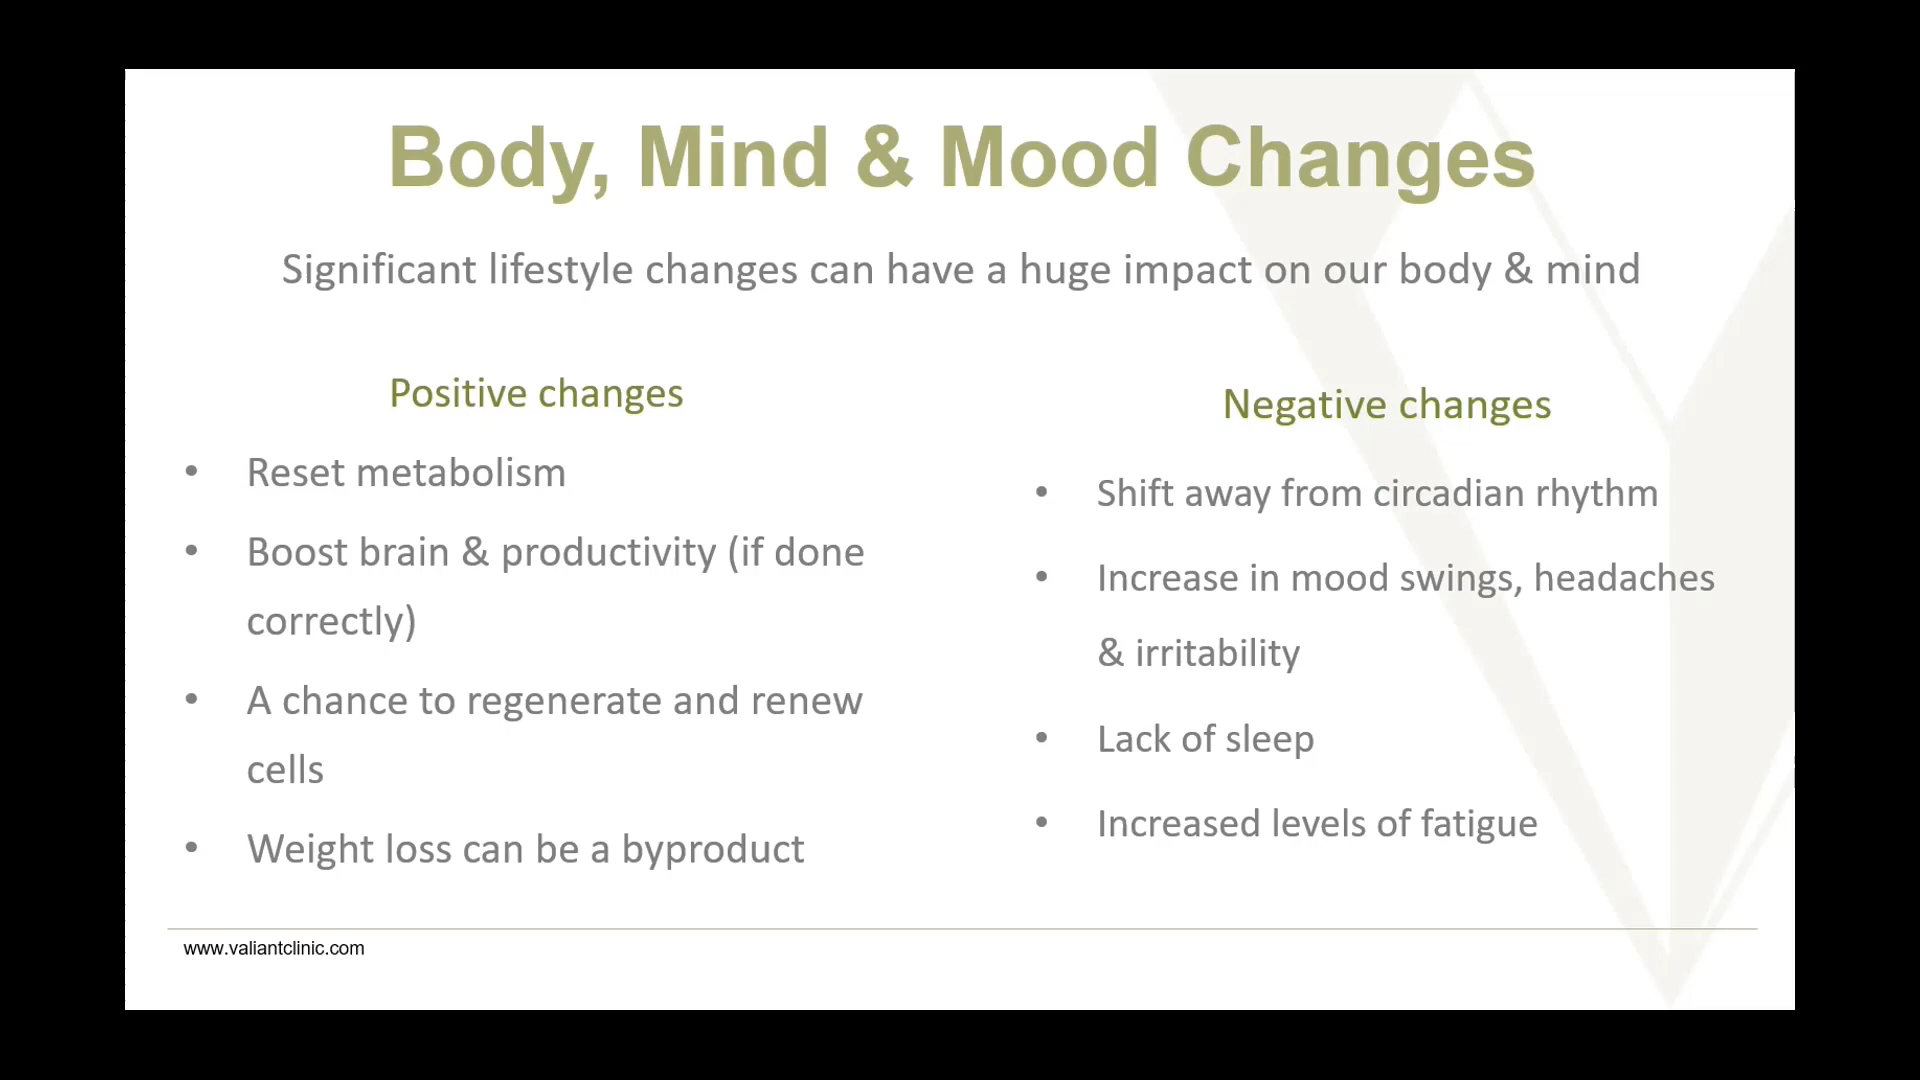 Body, Mind & Mood Changes
Significant lifestyle changes can have a huge impact on our body & mind
Positive changes
• Reset metabolism
• Boost brain & productivity (if done
correctly)
• A chance to regenerate and renew
cells
• Weight loss can be a byproduct
Negative changes
• Shift away from circadian rhythm
• Increase in mood swings, headaches
& irritability
• Lack of sleep
• Increased levels of fatigue
www.valiantclinic.com